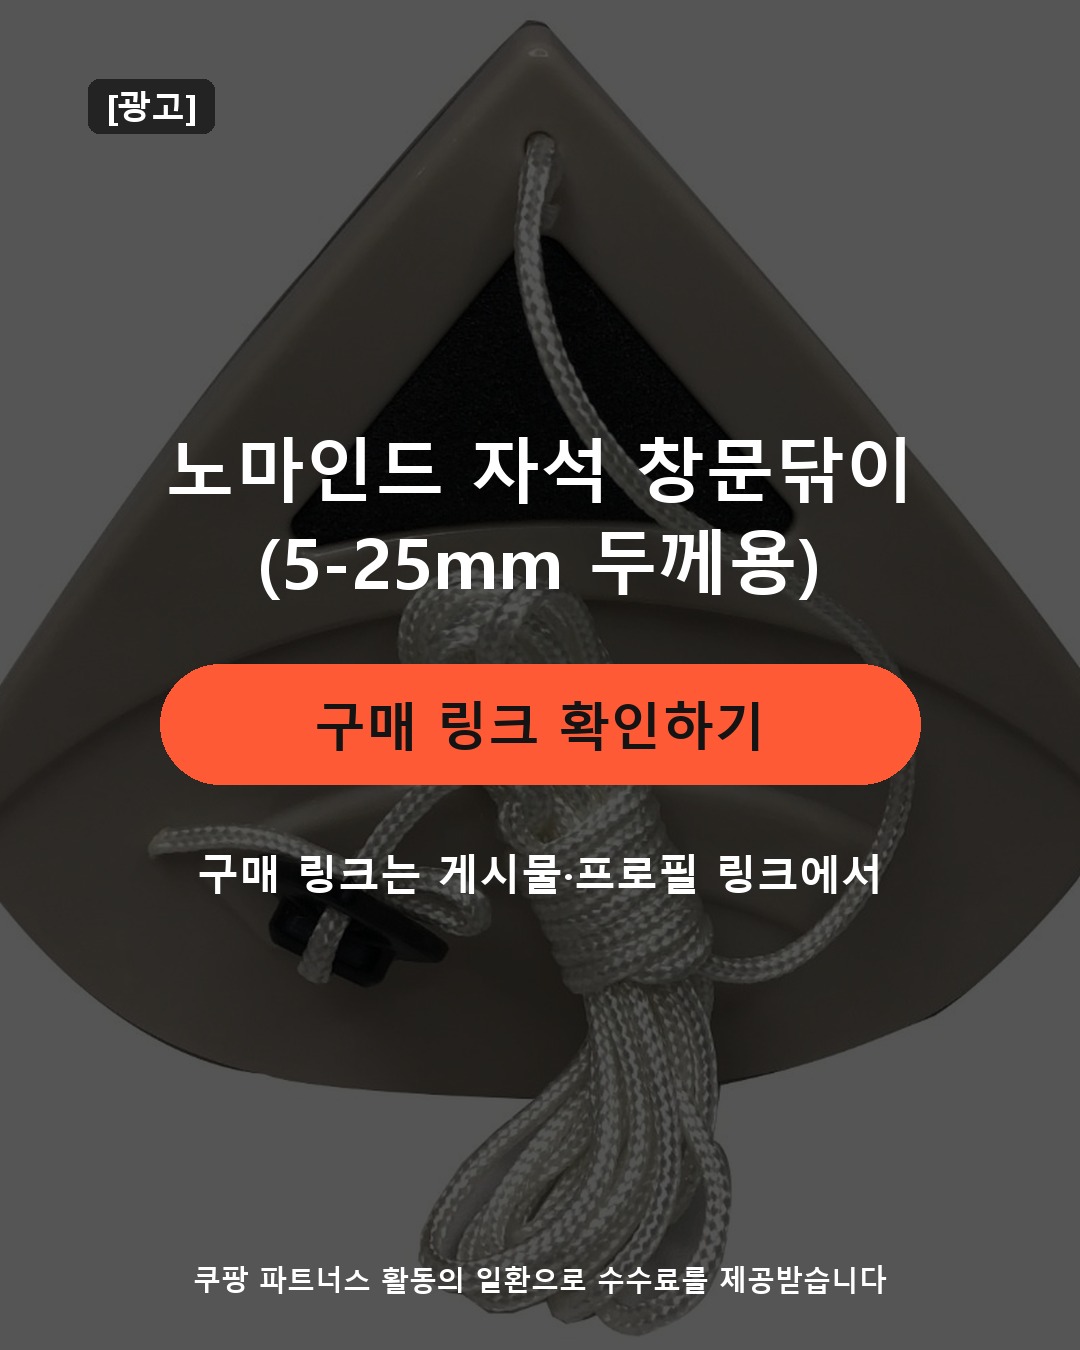 [광고]
노마인드 자석 창문닦이
(5-25mm 두께용)
구매 링크 확인하기
구매 링크는 게시물·프로필 링크에서
쿠팡 파트너스 활동의 일환으로 수수료를 제공받습니다